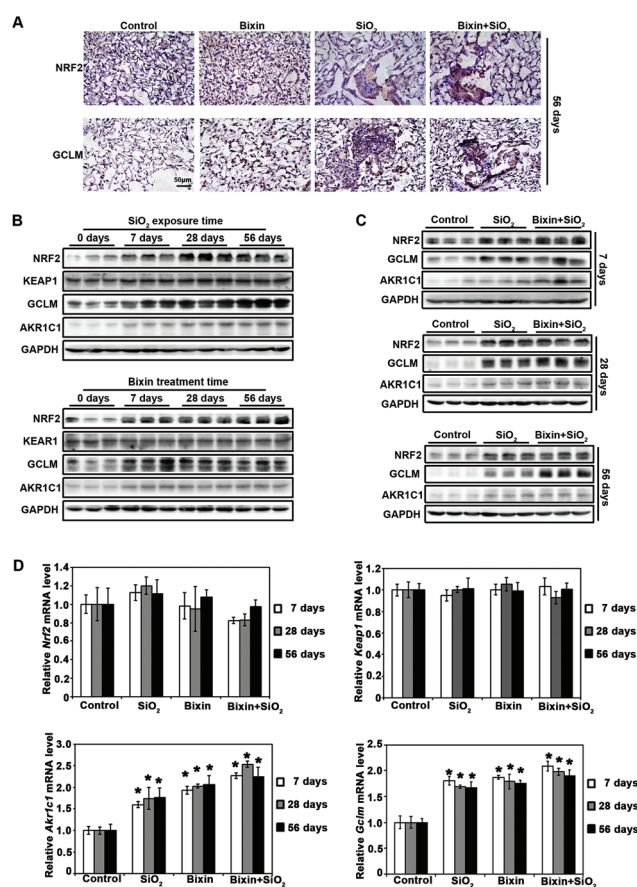 A
Control Bixin SiO2 Bixin+SiO2
NRF2
GCLM
50μm
56 days
B
SiO2 exposure time
0 days 7 days 28 days 56 days
NRF2
KEAP1
GCLM
AKR1C1
GAPDH
Bixin treatment time
0 days 7 days 28 days 56 days
NRF2
KEAR1
GCLM
AKR1C1
GAPDH
C
Control SiO2 Bixin+SiO2
NRF2
GCLM
AKR1C1
GAPDH
7 days
Control SiO2 Bixin+SiO2
NRF2
GCLM
AKR1C1
GAPDH
28 days
Control SiO2 Bixin+SiO2
NRF2
GCLM
AKR1C1
GAPDH
56 days
D
Relative Nrf2 mRNA level
1.4
1.2
1.0
0.8
0.6
0.4
0.2
0
Control SiO2 Bixin Bixin+SiO2
7 days
28 days
56 days
Relative Keap1 mRNA level
1.2
1.0
0.8
0.6
0.4
0.2
0
Control SiO2 Bixin Bixin+SiO2
7 days
28 days
56 days
Relative Akr1c1 mRNA level
3.0
2.5
2.0
1.5
1.0
0.5
0
* * * * * * * * *
Control SiO2 Bixin Bixin+SiO2
7 days
28 days
56 days
Relative Gclm mRNA level
2.5
2.0
1.5
1.0
0.5
0
* * * * * * * * *
Control SiO2 Bixin Bixin+SiO2
7 days
28 days
56 days